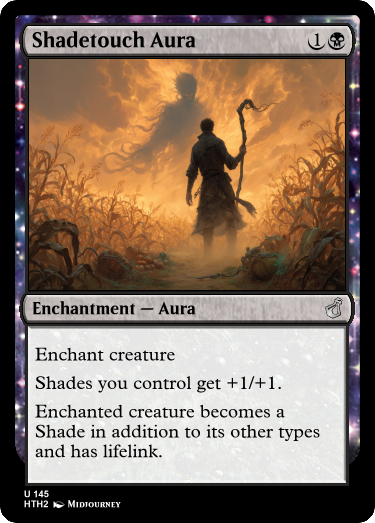 Shadetouch Aura 1
Enchantment — Aura
Enchant creature
Shades you control get +1/+1.
Enchanted creature becomes a
Shade in addition to its other types
and has lifelink.
U 145
HTH2 Midjourney